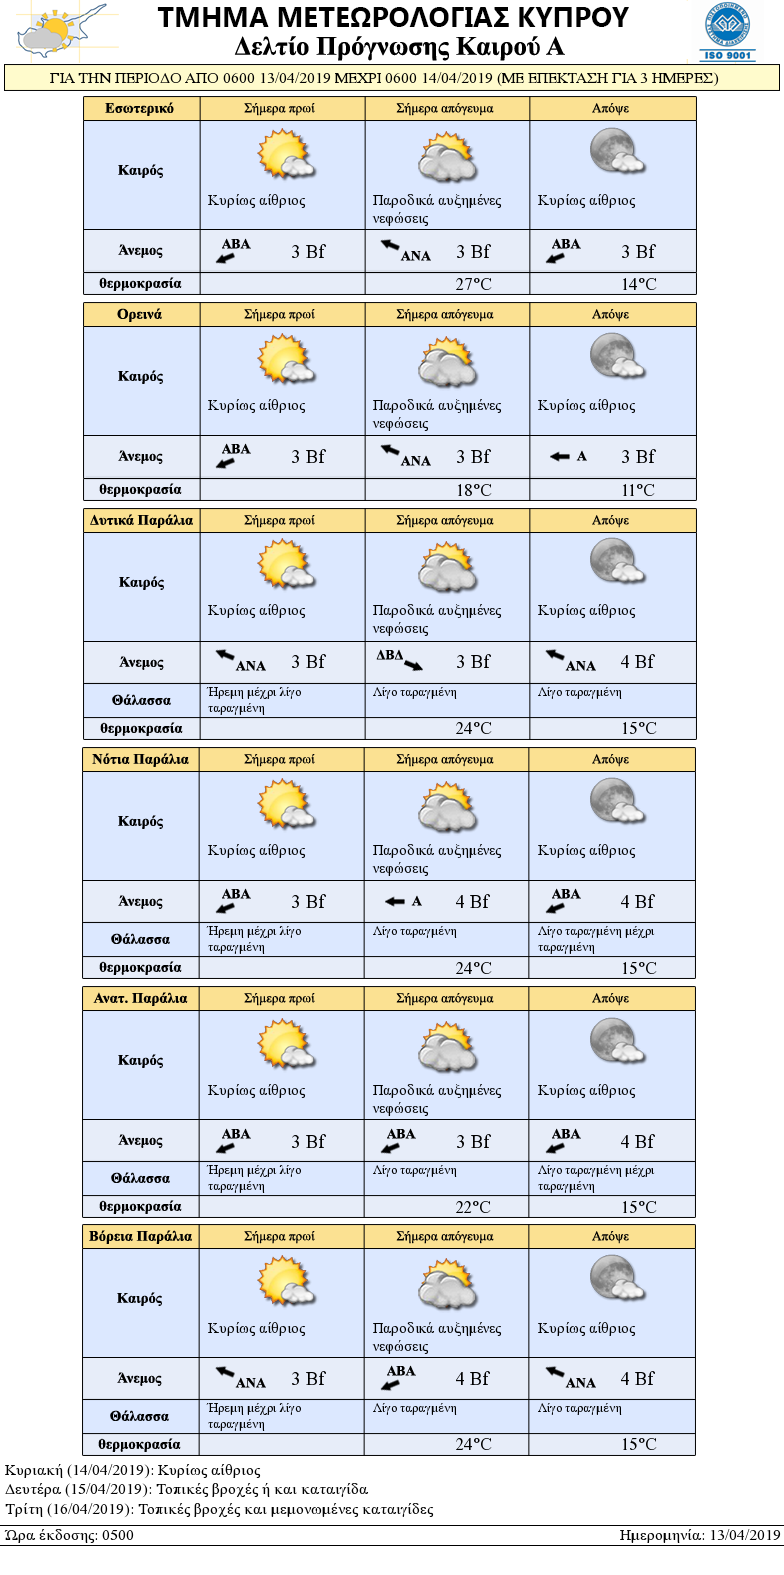 ΤΜΗΜΑ ΜΕΤΕΩΡΟΛΟΓΙΑΣ ΚΥΠΡΟΥ
Δελτίο Πρόγνωσης Καιρού Α
ISO 9001
ΓΙΑ ΤΗΝ ΠΕΡΙΟΔΟ ΑΠΟ 0600 13/04/2019 ΜΕΧΡΙ 0600 14/04/2019 (ΜΕ ΕΠΕΚΤΑΣΗ ΓΙΑ 3 ΗΜΕΡΕΣ)
Εσωτερικό Σήμερα πρωί Σήμερα απόγευμα Απόψε
Καιρός
Κυρίως αίθριος Παροδικά αυξημένες Κυρίως αίθριος
νεφώσεις
Άνεμος ΑΒΑ 3 Bf ΑΝΑ 3 Bf ΑΒΑ 3 Bf
θερμοκρασία 27°C 14°C
Ορεινά Σήμερα πρωί Σήμερα απόγευμα Απόψε
Καιρός
Κυρίως αίθριος Παροδικά αυξημένες Κυρίως αίθριος
νεφώσεις
Άνεμος ΑΒΑ 3 Bf ΑΝΑ 3 Bf Α 3 Bf
θερμοκρασία 18°C 11°C
Δυτικά Παράλια Σήμερα πρωί Σήμερα απόγευμα Απόψε
Καιρός
Κυρίως αίθριος Παροδικά αυξημένες Κυρίως αίθριος
νεφώσεις
Άνεμος ΑΝΑ 3 Bf ΔΒΔ 3 Bf ΑΝΑ 4 Bf
Θάλασσα Ήρεμη μέχρι λίγο Λίγο ταραγμένη Λίγο ταραγμένη
ταραγμένη
θερμοκρασία 24°C 15°C
Νότια Παράλια Σήμερα πρωί Σήμερα απόγευμα Απόψε
Καιρός
Κυρίως αίθριος Παροδικά αυξημένες Κυρίως αίθριος
νεφώσεις
Άνεμος ΑΒΑ 3 Bf Α 4 Bf ΑΒΑ 4 Bf
Θάλασσα Ήρεμη μέχρι λίγο Λίγο ταραγμένη Λίγο ταραγμένη μέχρι
ταραγμένη ταραγμένη
θερμοκρασία 24°C 15°C
Ανατ. Παράλια Σήμερα πρωί Σήμερα απόγευμα Απόψε
Καιρός
Κυρίως αίθριος Παροδικά αυξημένες Κυρίως αίθριος
νεφώσεις
Άνεμος ΑΒΑ 3 Bf ΑΒΑ 3 Bf ΑΒΑ 4 Bf
Θάλασσα Ήρεμη μέχρι λίγο Λίγο ταραγμένη Λίγο ταραγμένη μέχρι
ταραγμένη ταραγμένη
θερμοκρασία 22°C 15°C
Βόρεια Παράλια Σήμερα πρωί Σήμερα απόγευμα Απόψε
Καιρός
Κυρίως αίθριος Παροδικά αυξημένες Κυρίως αίθριος
νεφώσεις
Άνεμος ΑΝΑ 3 Bf ΑΒΑ 4 Bf ΑΝΑ 4 Bf
Θάλασσα Ήρεμη μέχρι λίγο Λίγο ταραγμένη Λίγο ταραγμένη
ταραγμένη
θερμοκρασία 24°C 15°C
Κυριακή (14/04/2019): Κυρίως αίθριος
Δευτέρα (15/04/2019): Τοπικές βροχές ή και καταιγίδα
Τρίτη (16/04/2019): Τοπικές βροχές και μεμονωμένες καταιγίδες
Ώρα έκδοσης: 0500 Ημερομηνία: 13/04/2019